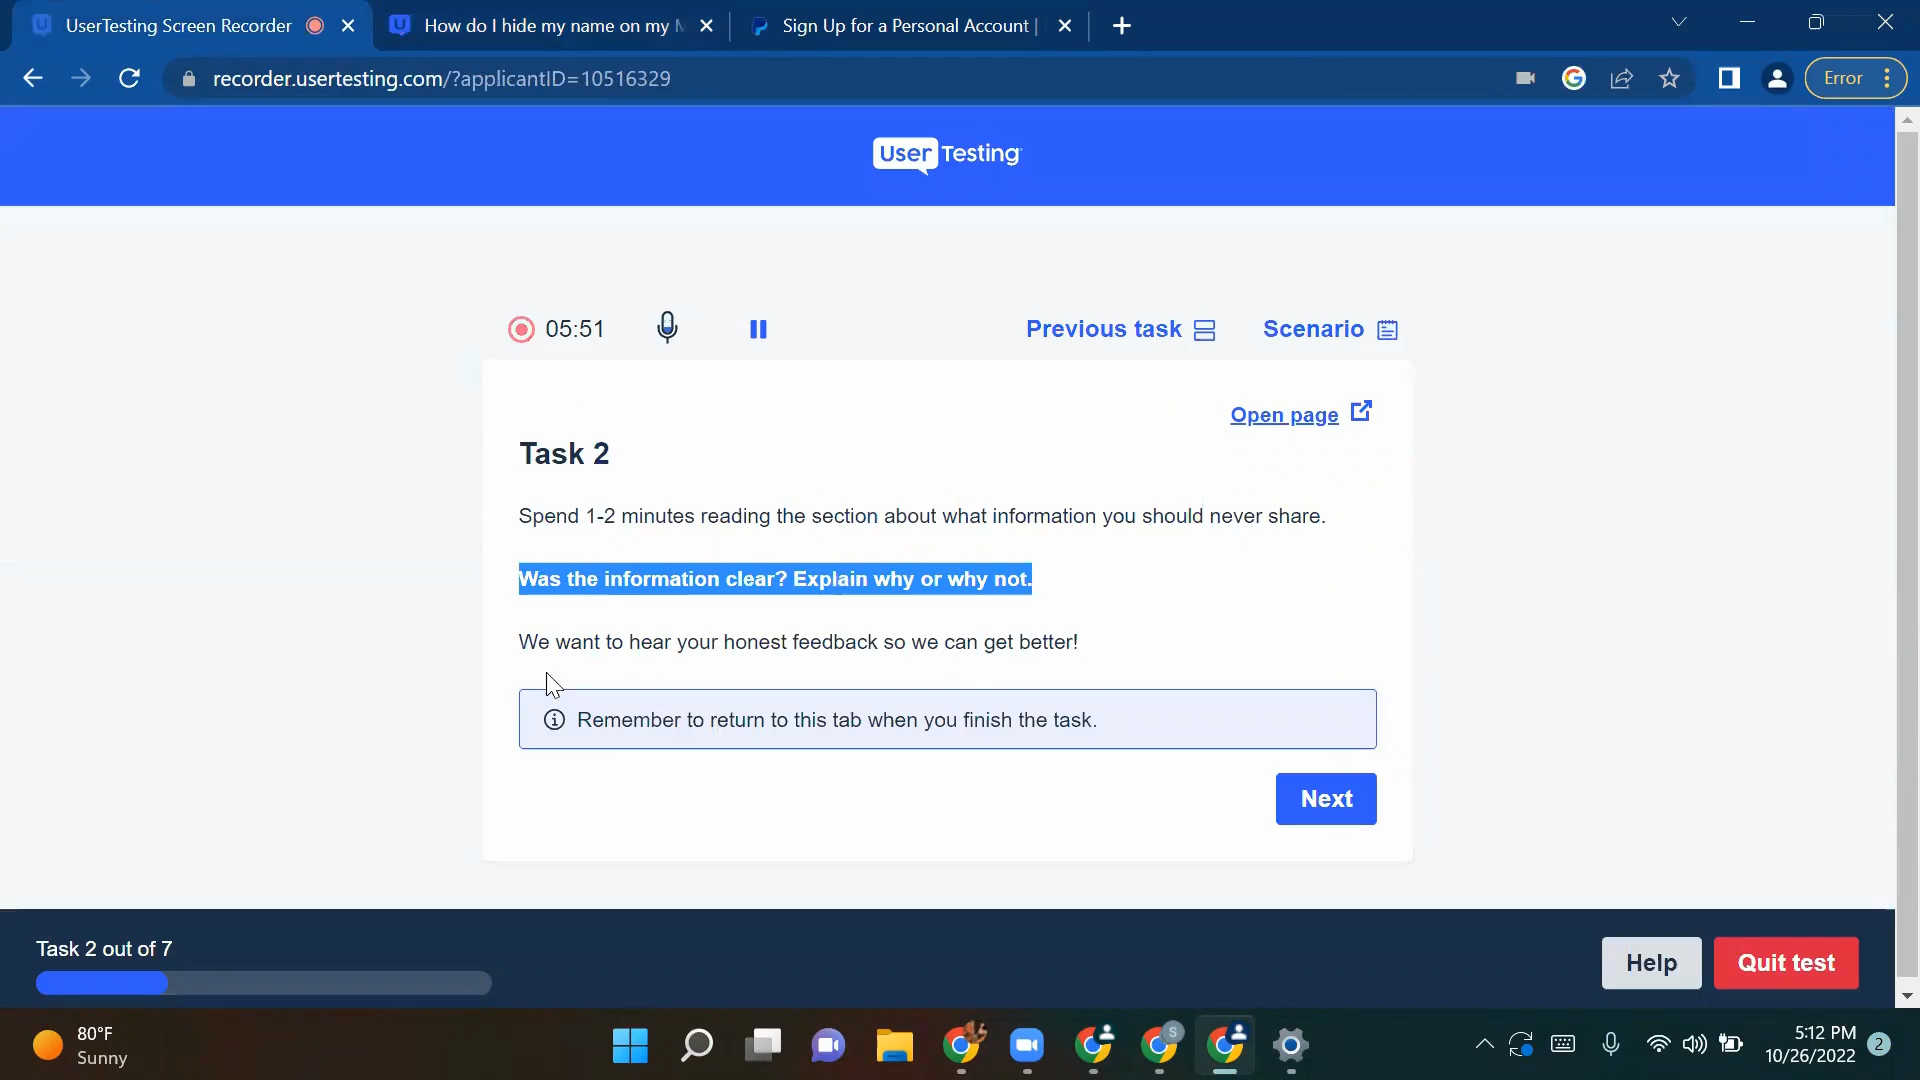 UserTesting Screen Recorder
How do I hide my name on my
Sign Up for a Personal Account |
recorder.usertesting.com/?applicantID=10516329
Error
User Testing
05:51
Previous task
Scenario
Open page
Task 2
Spend 1-2 minutes reading the section about what information you should never share.
Was the information clear? Explain why or why not.
We want to hear your honest feedback so we can get better!
Remember to return to this tab when you finish the task.
Next
Task 2 out of 7
Help
Quit test
80°F
Sunny
S
5:12 PM
10/26/2022
2